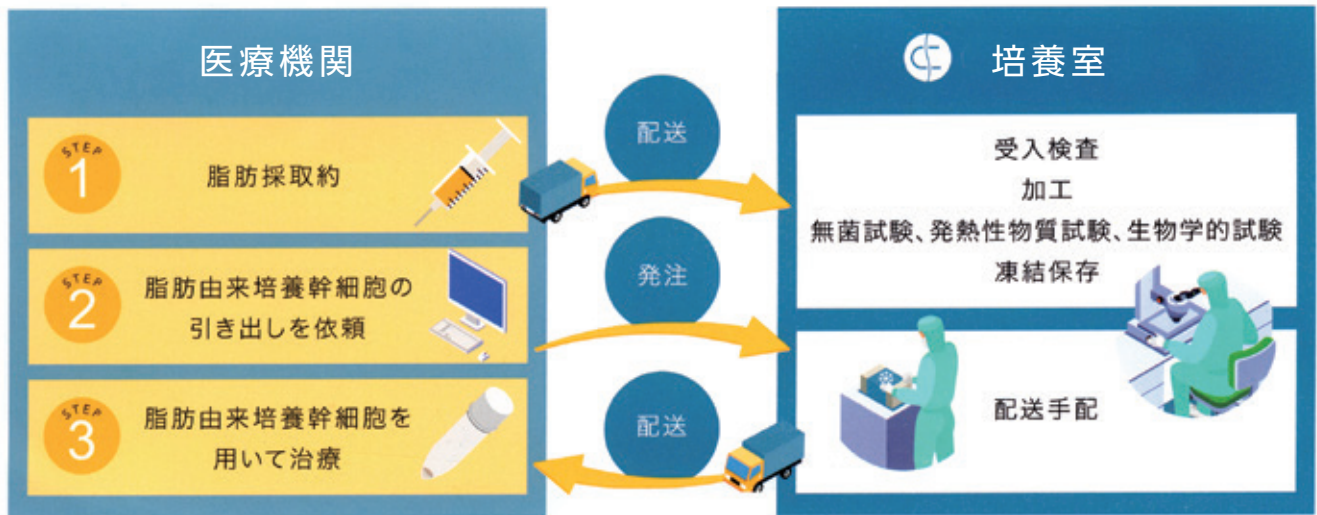 医療機関
STEP
1
脂肪採取約
STEP
2
脂肪由来培養幹細胞の
引き出しを依頼
STEP
3
脂肪由来培養幹細胞を
用いて治療
配送
発注
配送
培養室
受入検査
加工
無菌試験、発熱性物質試験、生物学的試験
凍結保存
配送手配